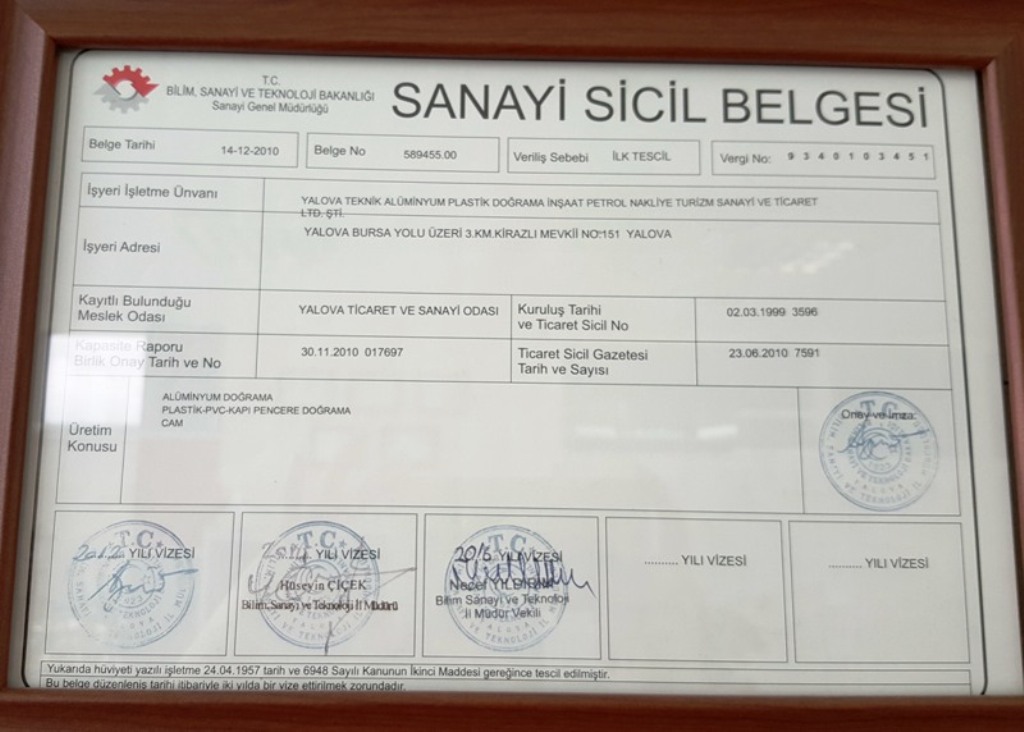 T.C.
BİLİM, SANAYİ VE TEKNOLOJİ BAKANLIĞI
Sanayi Genel Müdürlüğü
SANAYİ SİCİL BELGESİ
Belge Tarihi 14-12-2010
Belge No 589455.00
Veriliş Sebebi İLK TESCİL
Vergi No: 9 3 4 0 1 0 3 4 5 1
İşyeri İşletme Ünvanı
YALOVA TEKNİK ALÜMİNYUM PLASTİK DOĞRAMA İNŞAAT PETROL NAKLİYE TURİZM SANAYİ VE TİCARET
LTD. ŞTİ.
İşyeri Adresi
YALOVA BURSA YOLU ÜZERİ 3.KM.KİRAZLI MEVKİİ NO:151 YALOVA
Kayıtlı Bulunduğu
Meslek Odası
YALOVA TİCARET VE SANAYİ ODASI
Kuruluş Tarihi
ve Ticaret Sicil No
02.03.1999 3596
Kapasite Raporu
Birlik Onay Tarih ve No
30.11.2010 017697
Ticaret Sicil Gazetesi
Tarih ve Sayısı
23.06.2010 7591
Üretim
Konusu
ALÜMİNYUM DOĞRAMA
PLASTİK-PVC-KAPI PENCERE DOĞRAMA
CAM
Onay ve İmza:
T.C.
YALOVA
T.C.
2012 YILI VİZESİ
T.C.
2014 YILI VİZESİ
Hüseyin ÇİÇEK
Bilim, Sanayi ve Teknoloji İl Müdürü
T.C.
2016 YILI VİZESİ
Necef YILDIRIM
Bilim Sanayi ve Teknoloji
İl Müdür Vekili
.......... YILI VİZESİ
.......... YILI VİZESİ
Yukarıda hüviyeti yazılı işletme 24.04.1957 tarih ve 6948 Sayılı Kanunun İkinci Maddesi gereğince tescil edilmiştir.
Bu belge düzenleniş tarihi itibariyle iki yılda bir vize ettirilmek zorundadır.